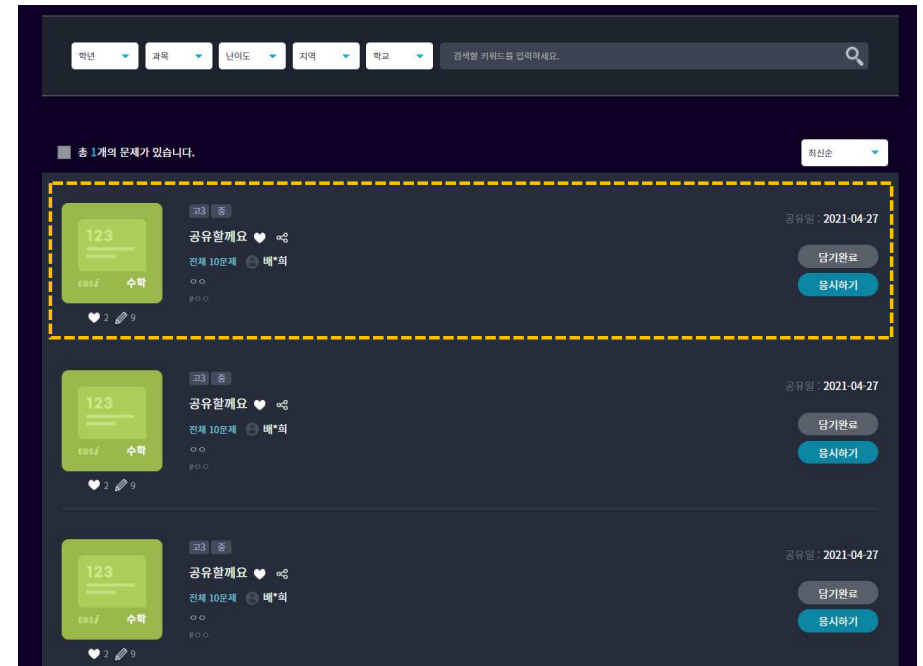 학년 과목 난이도 지역 학교 검색할 키워드를 입력하세요.
총 1개의 문제가 있습니다. 최신순
고3 중
공유일 : 2021-04-27
123
공유할께요
전체 10문제 배*희
담기완료
EBSi 수학
ㅇㅇ
응시하기
#ㅇㅇ
2 9
고3 중
공유일 : 2021-04-27
123
공유할께요
전체 10문제 배*희
담기완료
EBSi 수학
ㅇㅇ
응시하기
#ㅇㅇ
2 9
고3 중
공유일 : 2021-04-27
123
공유할께요
전체 10문제 배*희
담기완료
EBSi 수학
ㅇㅇ
응시하기
#ㅇㅇ
2 9